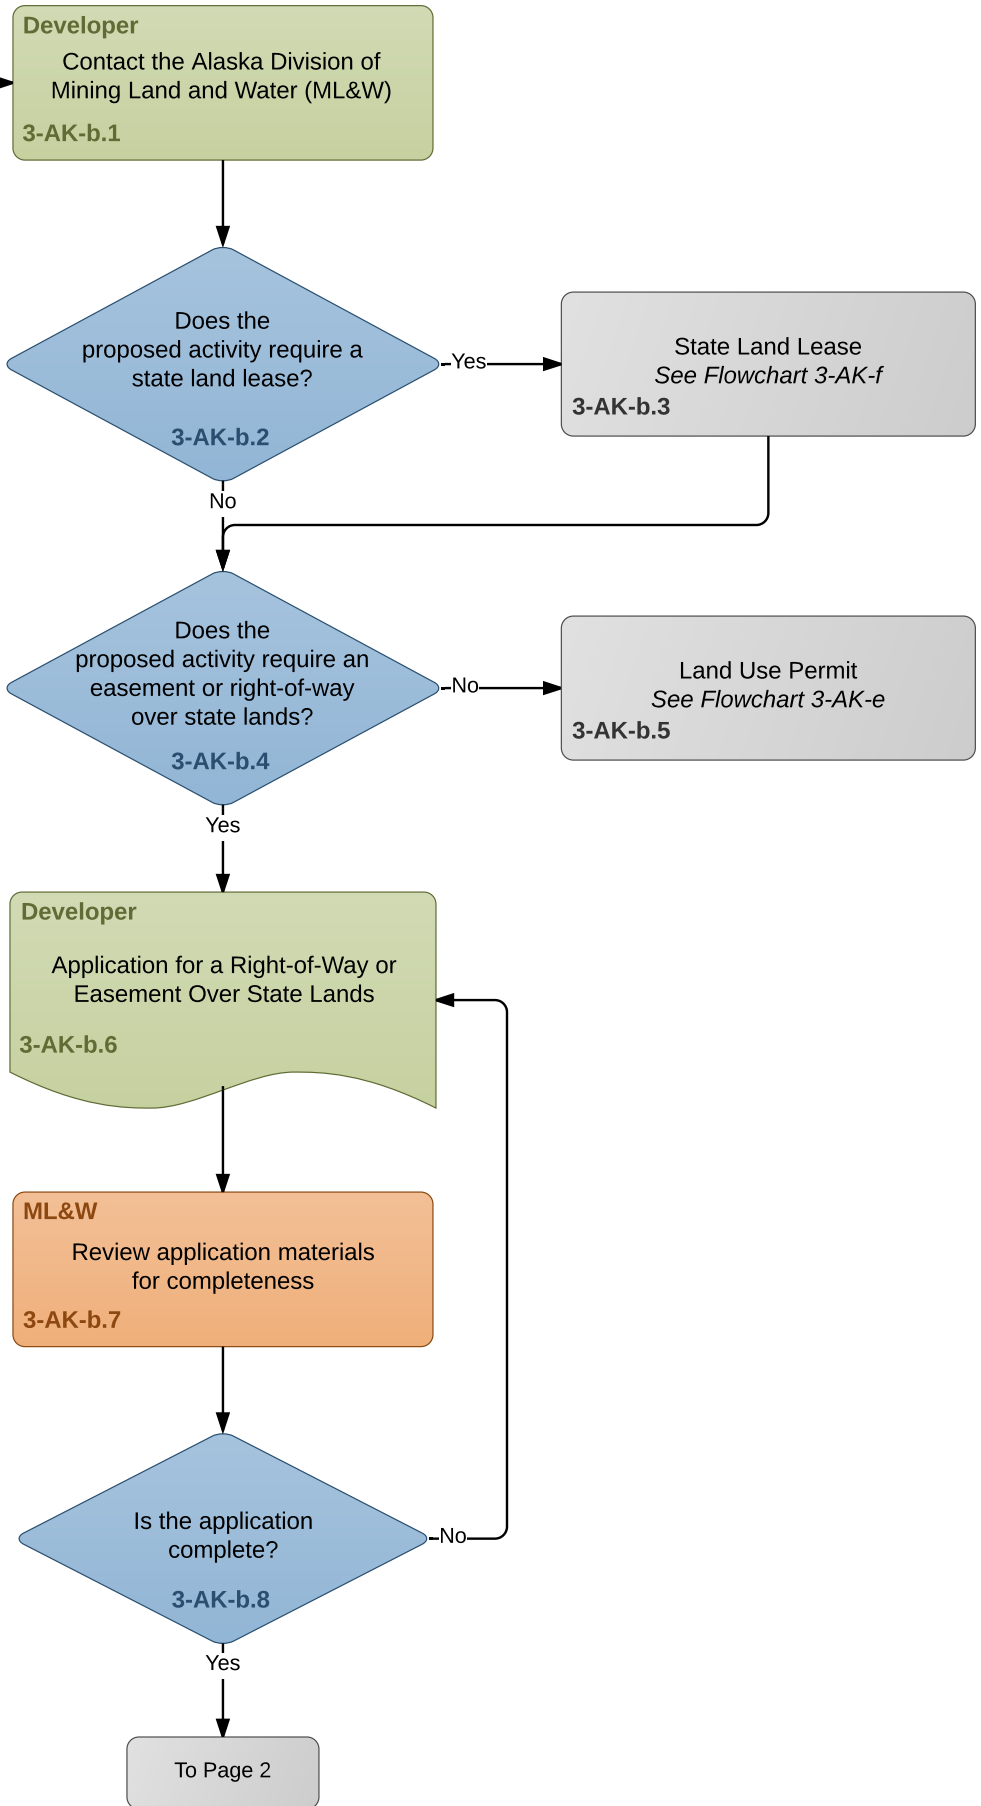 Developer
Contact the Alaska Division of
Mining Land and Water (ML&W)
3-AK-b.1
Does the
proposed activity require a
state land lease?
3-AK-b.2
Yes
State Land Lease
See Flowchart 3-AK-f
3-AK-b.3
No
Does the
proposed activity require an
easement or right-of-way
over state lands?
3-AK-b.4
No
Land Use Permit
See Flowchart 3-AK-e
3-AK-b.5
Yes
Developer
Application for a Right-of-Way or
Easement Over State Lands
3-AK-b.6
ML&W
Review application materials
for completeness
3-AK-b.7
Is the application
complete?
3-AK-b.8
No
Yes
To Page 2